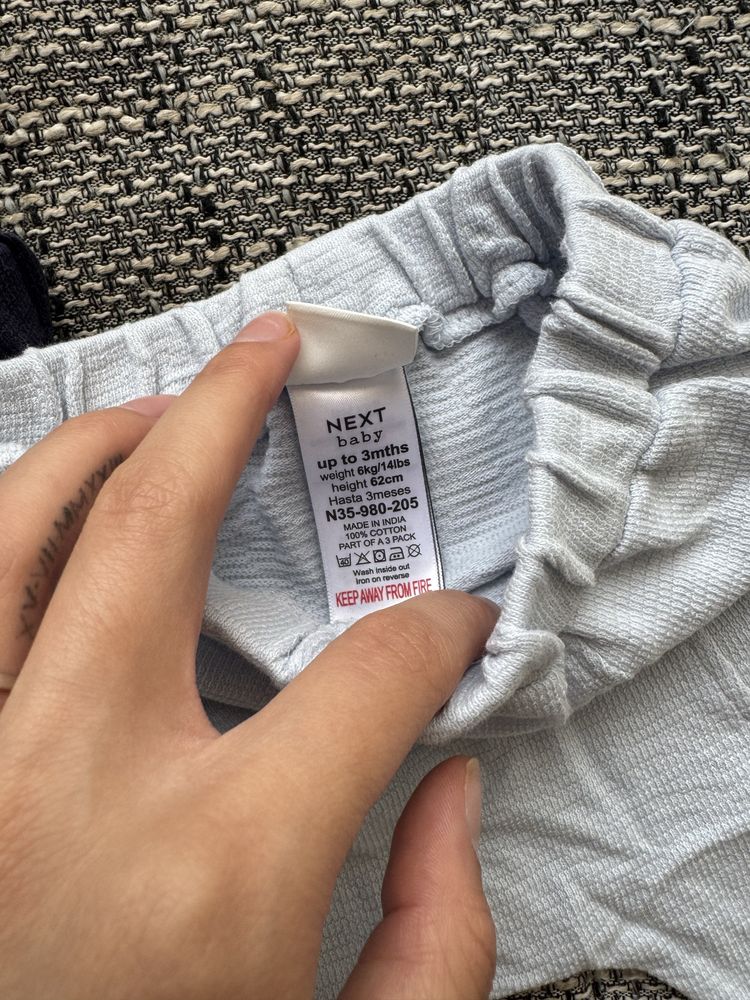 NEXT
baby
up to 3mths
weight 6kg/14lbs
height 62cm
Hasta 3meses
N35-980-205
MADE IN INDIA
100% COTTON
PART OF A 3 PACK
Wash inside out
Iron on reverse
KEEP AWAY FROM FIRE